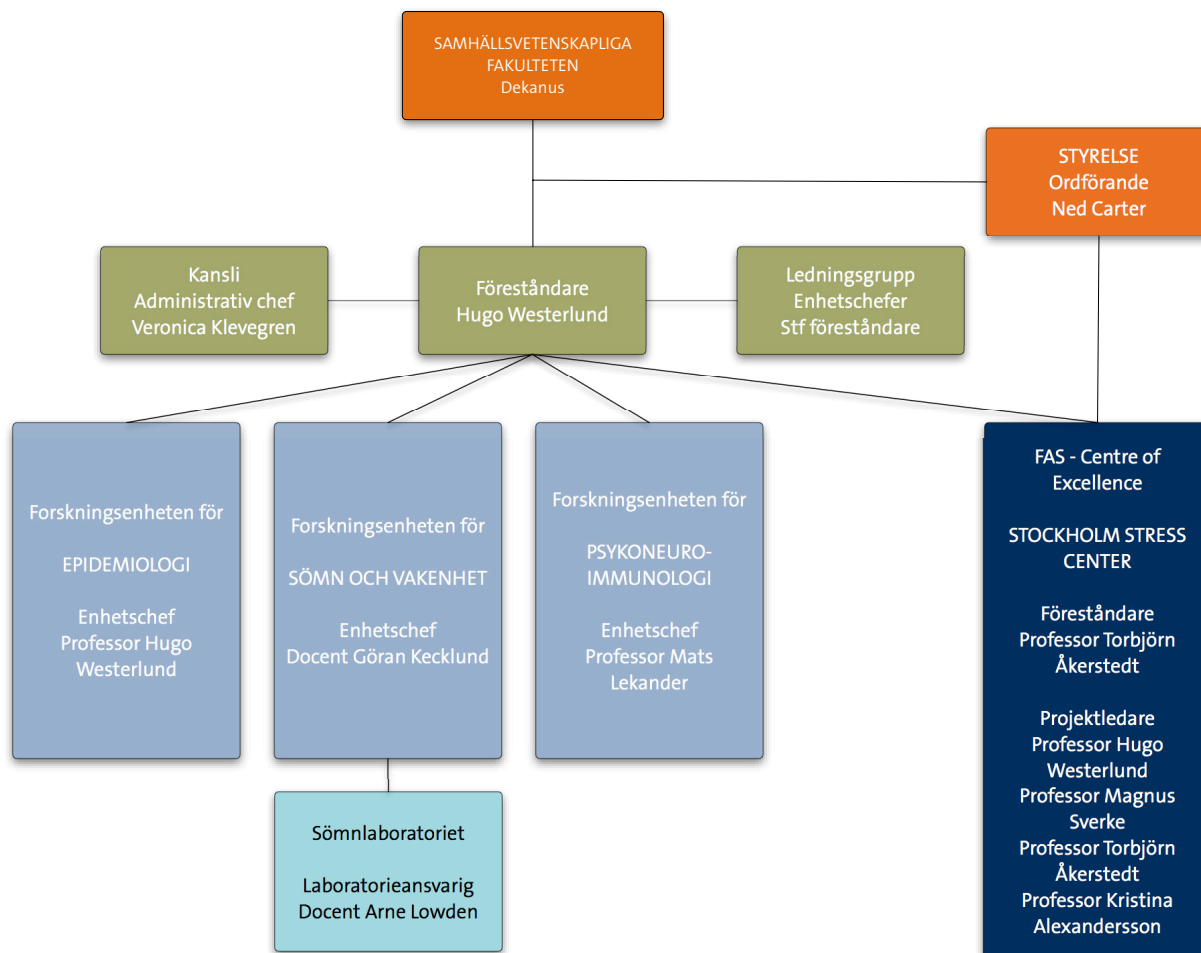 SAMHÄLLSVETENSKAPLIGA
FAKULTETEN
Dekanus
STYRELSE
Ordförande
Ned Carter
Kansli
Administrativ chef
Veronica Klevegren
Föreståndare
Hugo Westerlund
Ledningsgrupp
Enhetschefer
Stf föreståndare
Forskningsenheten för
EPIDEMIOLOGI
Enhetschef
Professor Hugo
Westerlund
Forskningsenheten för
SÖMN OCH VAKENHET
Enhetschef
Docent Göran Kecklund
Forskningsenheten för
PSYKONEURO-
IMMUNOLOGI
Enhetschef
Professor Mats
Lekander
FAS - Centre of
Excellence
STOCKHOLM STRESS
CENTER
Föreståndare
Professor Torbjörn
Åkerstedt
Projektledare
Professor Hugo
Westerlund
Professor Magnus
Sverke
Professor Torbjörn
Åkerstedt
Professor Kristina
Alexandersson
Sömnlaboratoriet
Laboratorieansvarig
Docent Arne Lowden